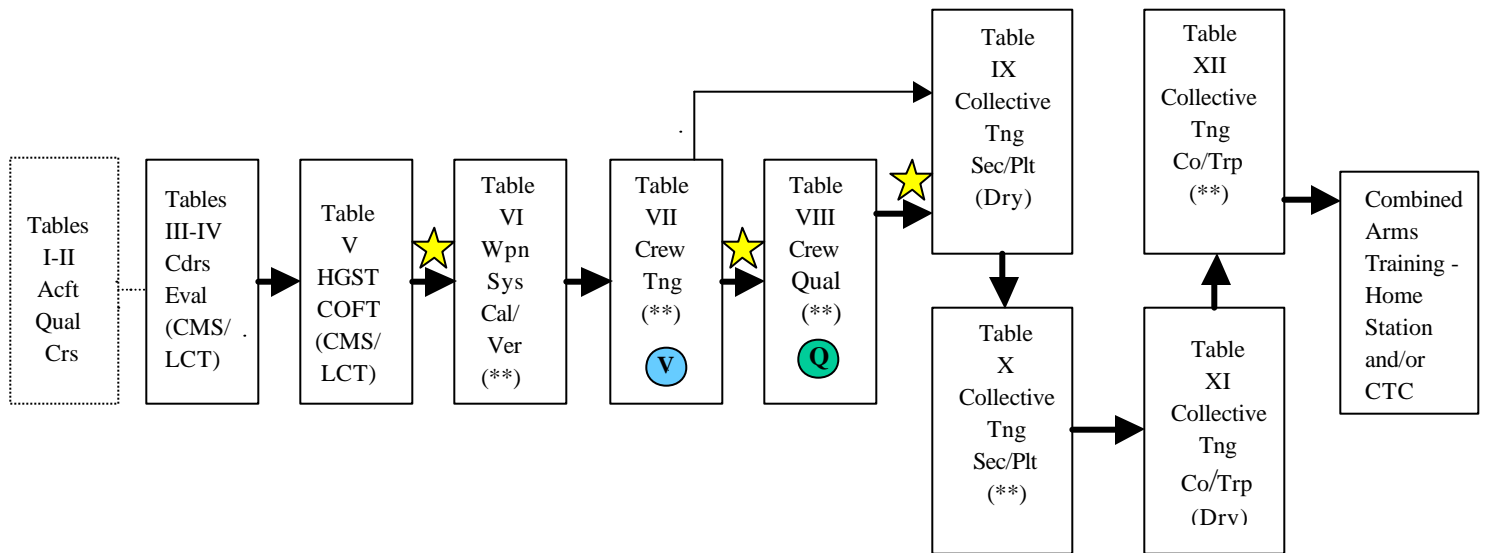 Tables
I-II
Acft
Qual
Crs
Tables
III-IV
Cdrs
Eval
(CMS/
LCT)
Table
V
HGST
COFT
(CMS/
LCT)
Table
VI
Wpn
Sys
Cal/
Ver
(**)
Table
VII
Crew
Tng
(**)
V
Table
VIII
Crew
Qual
(**)
Q
Table
IX
Collective
Tng
Sec/Plt
(Dry)
Table
X
Collective
Tng
Sec/Plt
(**)
Table
XI
Collective
Tng
Co/Trp
(Dry)
Table
XII
Collective
Tng
Co/Trp
(**)
Combined
Arms
Training -
Home
Station
and/or
CTC